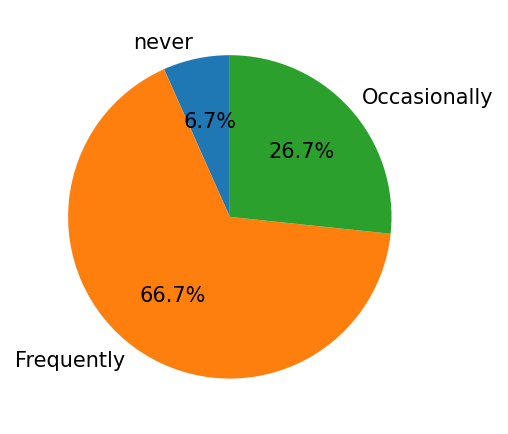 never
Occasionally
6.7%
26.7%
66.7%
Frequently